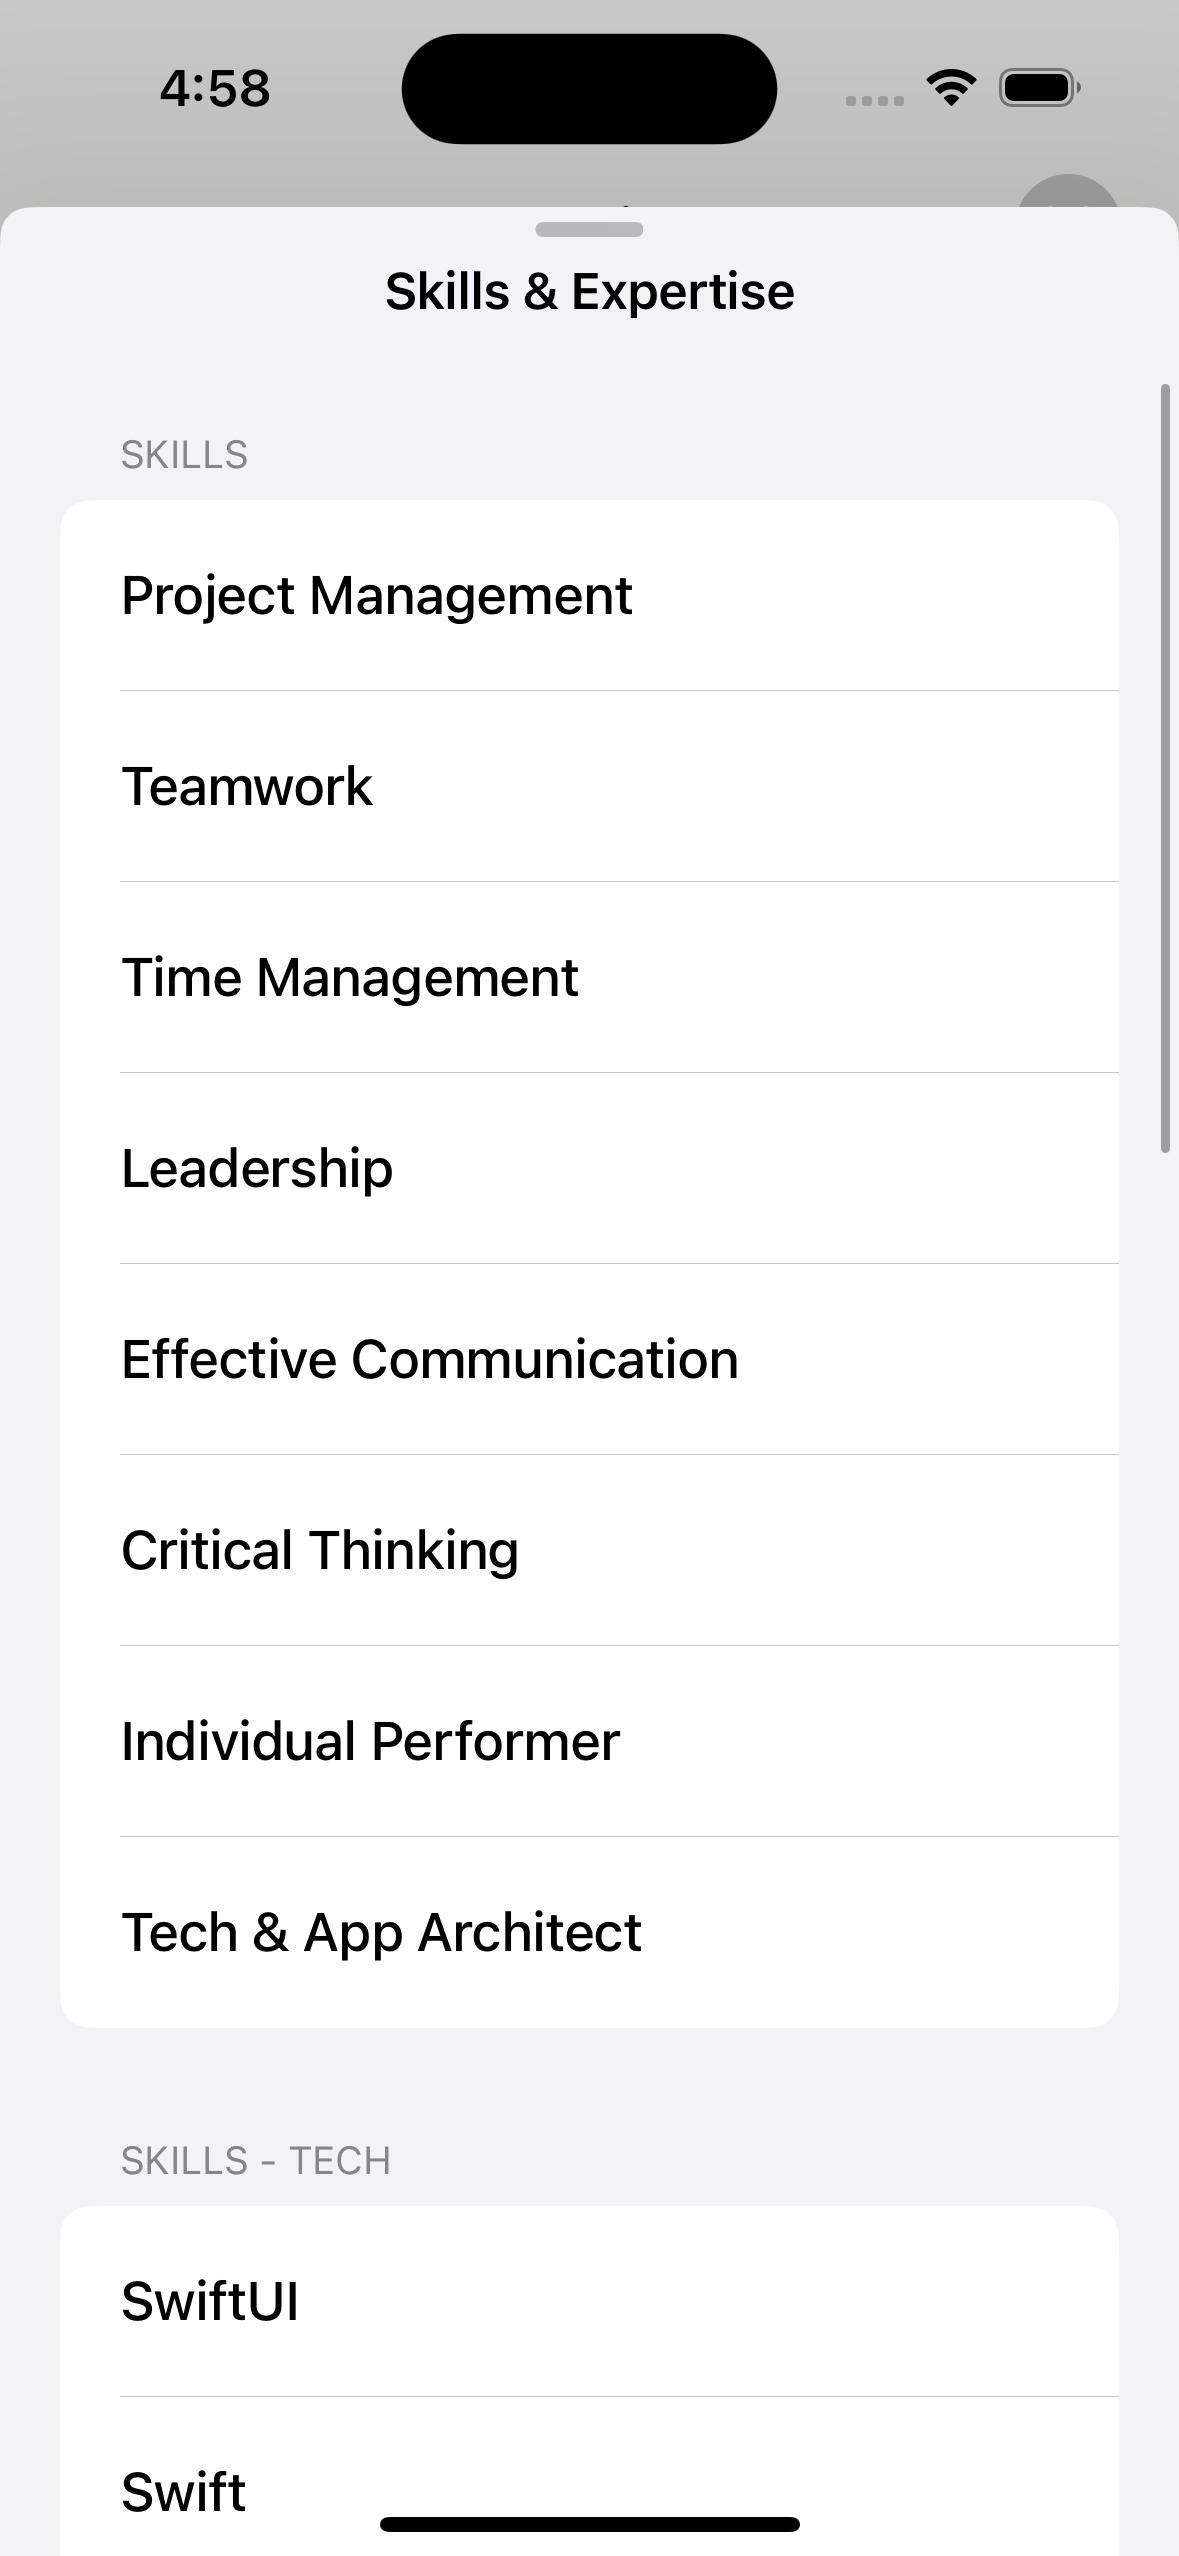 4:58
Skills & Expertise
SKILLS
Project Management
Teamwork
Time Management
Leadership
Effective Communication
Critical Thinking
Individual Performer
Tech & App Architect
SKILLS - TECH
SwiftUI
Swift